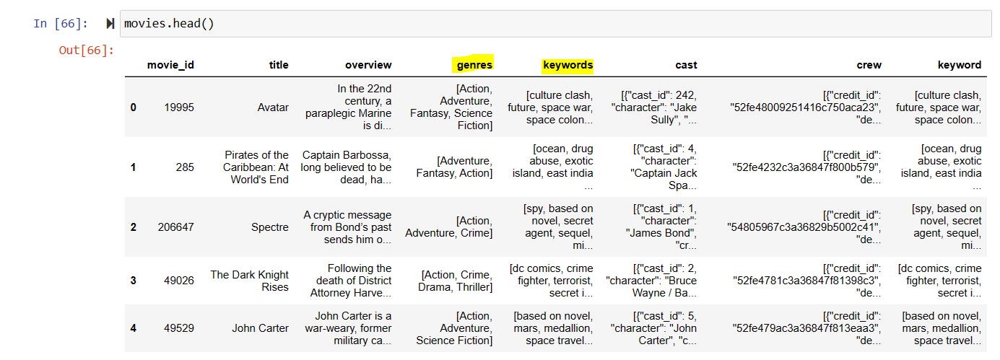 In [66]: movies.head()
Out[66]:
movie_id title overview genres keywords cast crew keyword
0 19995 Avatar In the 22nd century, a paraplegic Marine is di... [Action, Adventure, Fantasy, Science Fiction] [culture clash, future, space war, space colon... [{"cast_id": 242, "character": "Jake Sully", "... [{"credit_id": "52fe48009251416c750aca23", "de... [culture clash, future, space war, space colon...
1 285 Pirates of the Caribbean: At World's End Captain Barbossa, long believed to be dead, ha... [Adventure, Fantasy, Action] [ocean, drug abuse, exotic island, east india ... [{"cast_id": 4, "character": "Captain Jack Spa... [{"credit_id": "52fe4232c3a36847f800b579", "de... [ocean, drug abuse, exotic island, east india ...
2 206647 Spectre A cryptic message from Bond’s past sends him o... [Action, Adventure, Crime] [spy, based on novel, secret agent, sequel, mi... [{"cast_id": 1, "character": "James Bond", "cr... [{"credit_id": "54805967c3a36829b5002c41", "de... [spy, based on novel, secret agent, sequel, mi...
3 49026 The Dark Knight Rises Following the death of District Attorney Harve... [Action, Crime, Drama, Thriller] [dc comics, crime fighter, terrorist, secret i... [{"cast_id": 2, "character": "Bruce Wayne / Ba... [{"credit_id": "52fe4781c3a36847f81398c3", "de... [dc comics, crime fighter, terrorist, secret i...
4 49529 John Carter John Carter is a war-weary, former military ca... [Action, Adventure, Science Fiction] [based on novel, mars, medallion, space travel... [{"cast_id": 5, "character": "John Carter", "c... [{"credit_id": "52fe479ac3a36847f813eaa3", "de... [based on novel, mars, medallion, space travel...